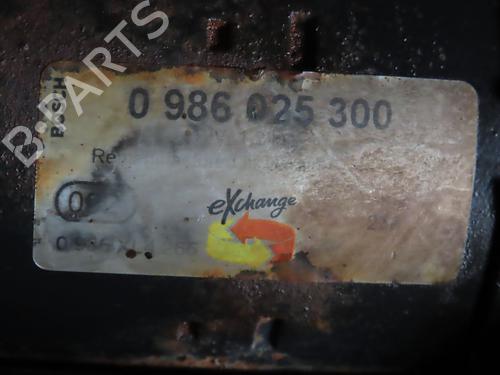 BOSCH
0 986 025 300
Re
eXchange
B-PARTS